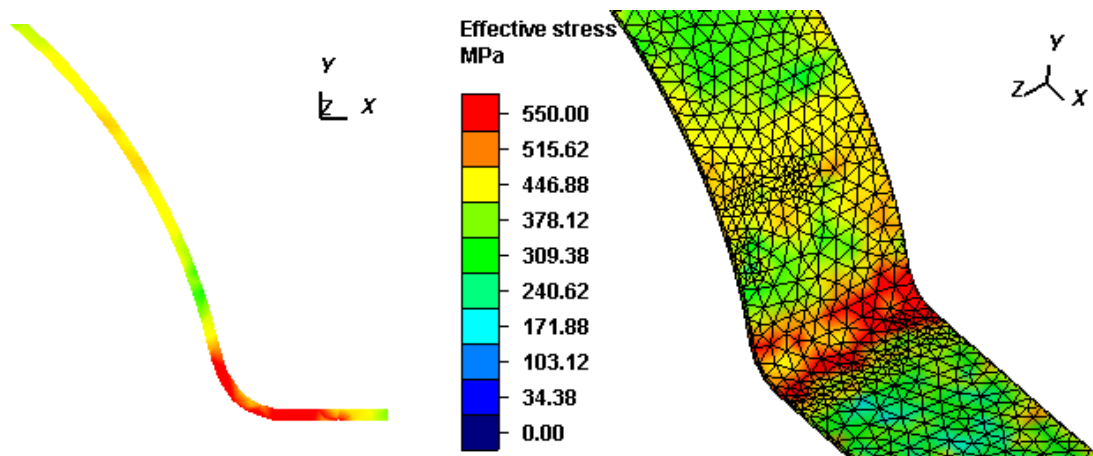 Effective stress
MPa
Y
Z X
550.00
515.62
446.88
378.12
309.38
240.62
171.88
103.12
34.38
0.00
Y
Z X